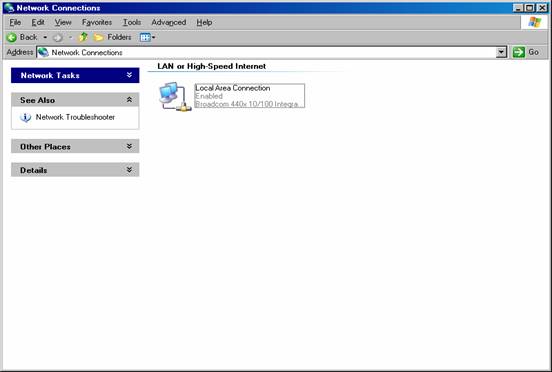 Network Connections
File Edit View Favorites Tools Advanced Help
Back Folders
Address Network Connections Go
Network Tasks
See Also
Network Troubleshooter
Other Places
Details
LAN or High-Speed Internet
Local Area Connection
Enabled
Broadcom 440x 10/100 Integra...